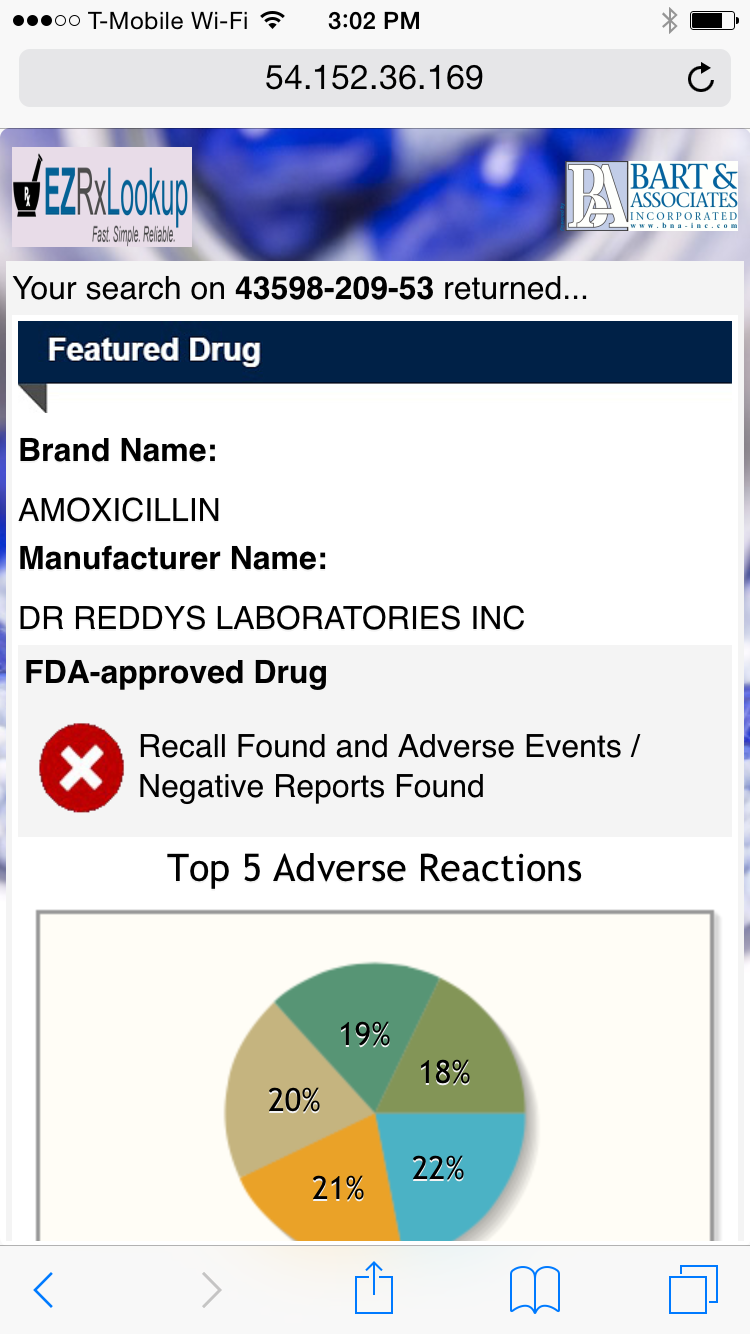 T-Mobile Wi-Fi 3:02 PM
54.152.36.169
EZRxLookup
Fast. Simple. Reliable.
BA BART &
ASSOCIATES
INCORPORATED
www.bna-inc.com
Your search on 43598-209-53 returned...
Featured Drug
Brand Name:
AMOXICILLIN
Manufacturer Name:
DR REDDYS LABORATORIES INC
FDA-approved Drug
Recall Found and Adverse Events /
Negative Reports Found
Top 5 Adverse Reactions
19%
18%
20%
22%
21%